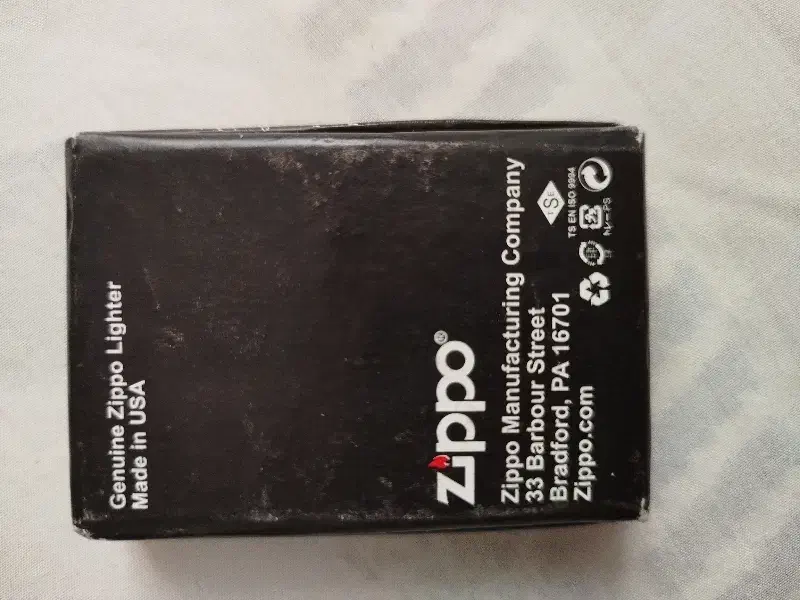 Genuine Zippo Lighter
Made in USA
Zippo®
Zippo Manufacturing Company
33 Barbour Street
Bradford, PA 16701
Zippo.com
TSE
TS EN ISO 9994